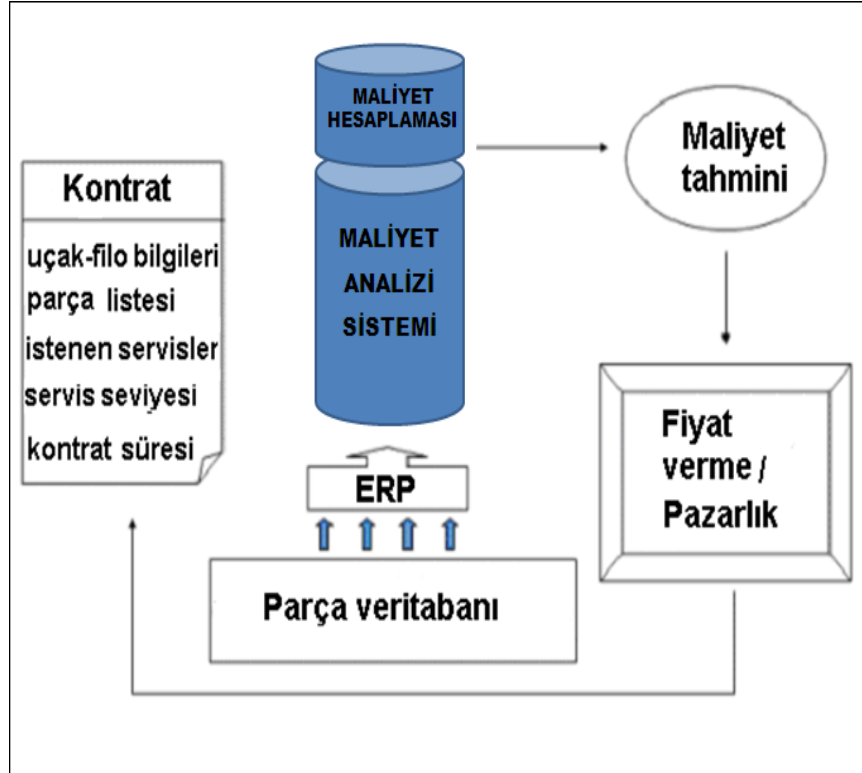 MALİYET
HESAPLAMASI
MALİYET
ANALİZİ
SİSTEMİ
Maliyet
tahmini
Kontrat
uçak-filo bilgileri
parça listesi
istenen servisler
servis seviyesi
kontrat süresi
Fiyat
verme /
Pazarlık
ERP
Parça veritabanı